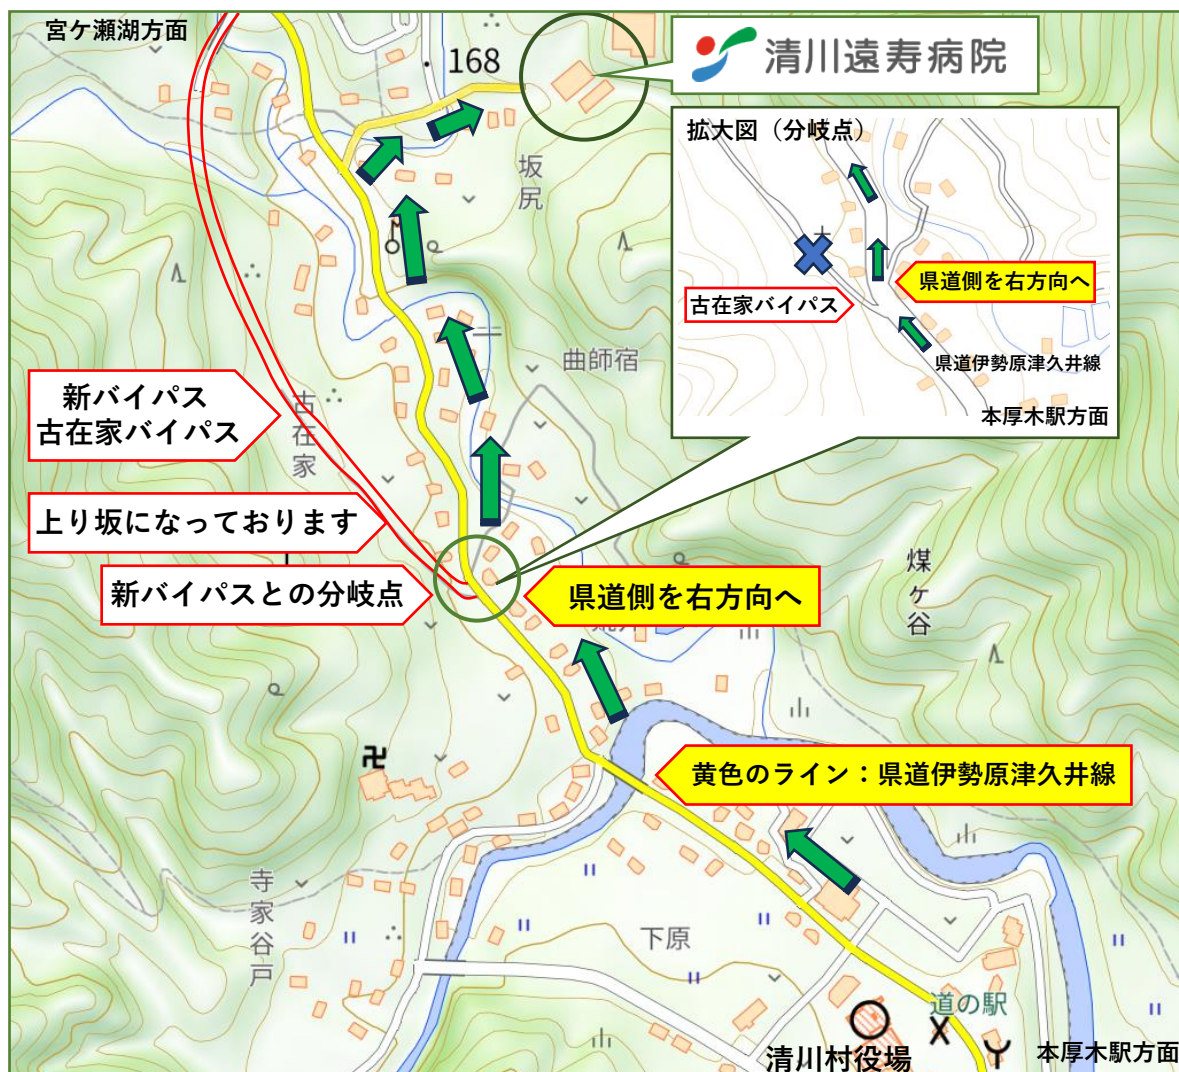 宮ケ瀬湖方面
168
清川遠寿病院
拡大図（分岐点）
県道側を右方向へ
古在家バイパス
県道伊勢原津久井線
本厚木駅方面
坂尻
曲師宿
新バイパス
古在家バイパス
古在家
上り坂になっております
新バイパスとの分岐点
県道側を右方向へ
煤ヶ谷
黄色のライン：県道伊勢原津久井線
寺家谷戸
下原
道の駅
清川村役場
本厚木駅方面